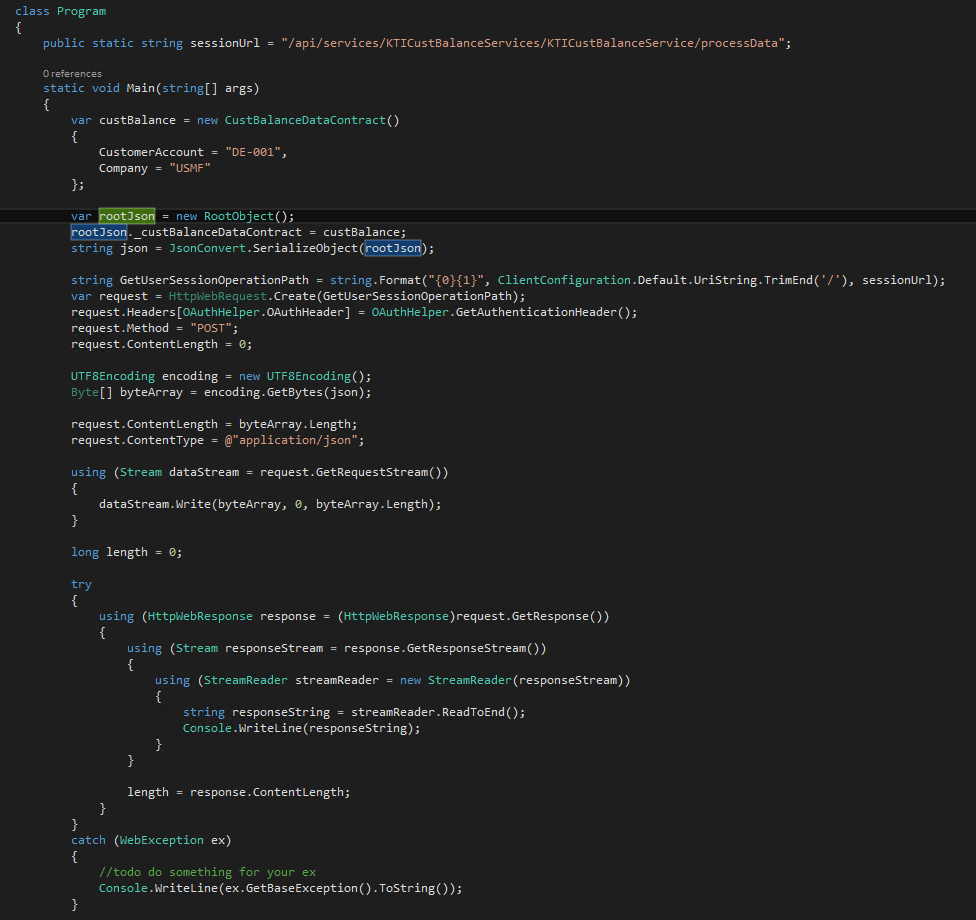 class Program
{
    public static string sessionUrl = "/api/services/KTICustBalanceServices/KTICustBalanceService/processData";
    0 references
    static void Main(string[] args)
    {
        var custBalance = new CustBalanceDataContract()
        {
            CustomerAccount = "DE-001",
            Company = "USMF"
        };
        var rootJson = new RootObject();
        rootJson._custBalanceDataContract = custBalance;
        string json = JsonConvert.SerializeObject(rootJson);
        string GetUserSessionOperationPath = string.Format("{0}{1}", ClientConfiguration.Default.UriString.TrimEnd('/'), sessionUrl);
        var request = HttpWebRequest.Create(GetUserSessionOperationPath);
        request.Headers[OAuthHelper.OAuthHeader] = OAuthHelper.GetAuthenticationHeader();
        request.Method = "POST";
        request.ContentLength = 0;
        UTF8Encoding encoding = new UTF8Encoding();
        Byte[] byteArray = encoding.GetBytes(json);
        request.ContentLength = byteArray.Length;
        request.ContentType = @"application/json";
        using (Stream dataStream = request.GetRequestStream())
        {
            dataStream.Write(byteArray, 0, byteArray.Length);
        }
        long length = 0;
        try
        {
            using (HttpWebResponse response = (HttpWebResponse)request.GetResponse())
            {
                using (Stream responseStream = response.GetResponseStream())
                {
                    using (StreamReader streamReader = new StreamReader(responseStream))
                    {
                        string responseString = streamReader.ReadToEnd();
                        Console.WriteLine(responseString);
                    }
                }
                length = response.ContentLength;
            }
        }
        catch (WebException ex)
        {
            //todo do something for your ex
            Console.WriteLine(ex.GetBaseException().ToString());
        }